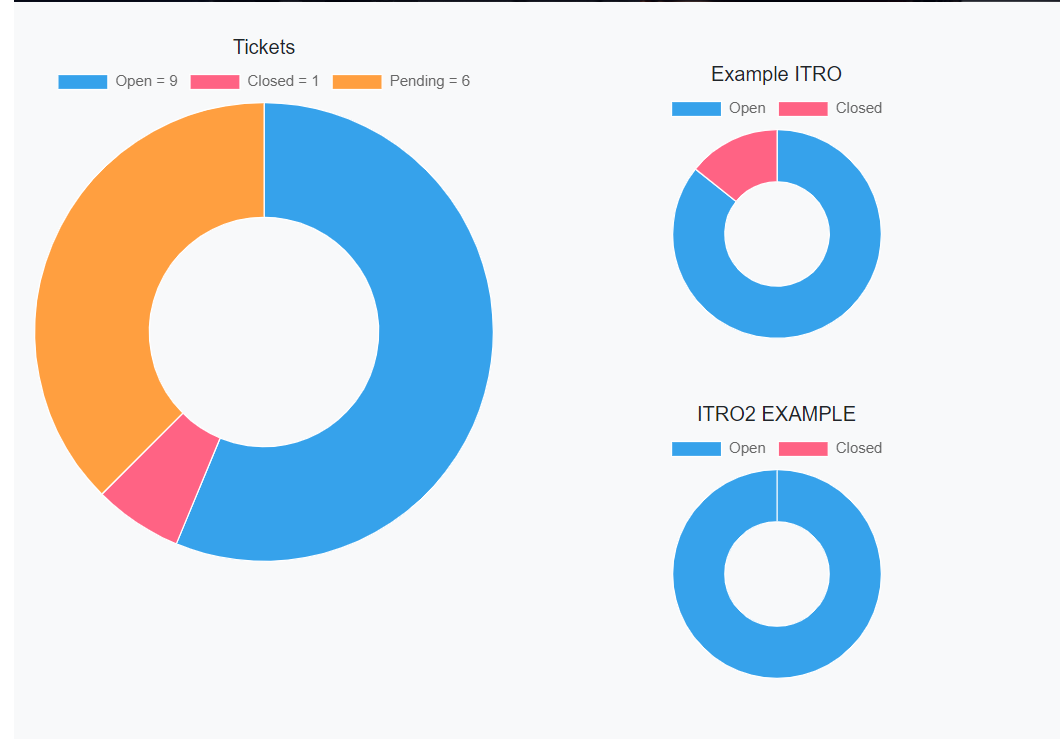 Tickets
Open = 9 Closed = 1 Pending = 6
Example ITRO
Open Closed
ITRO2 EXAMPLE
Open Closed